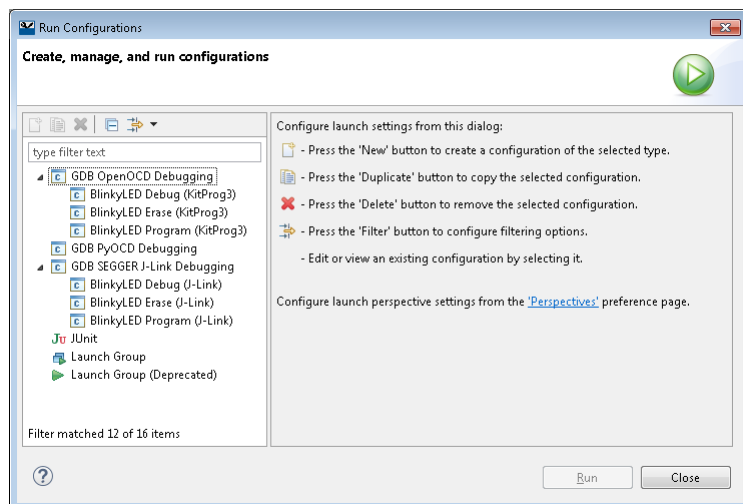 Run Configurations
Create, manage, and run configurations
type filter text
GDB OpenOCD Debugging
BlinkyLED Debug (KitProg3)
BlinkyLED Erase (KitProg3)
BlinkyLED Program (KitProg3)
GDB PyOCD Debugging
GDB SEGGER J-Link Debugging
BlinkyLED Debug (J-Link)
BlinkyLED Erase (J-Link)
BlinkyLED Program (J-Link)
JUnit
Launch Group
Launch Group (Deprecated)
Filter matched 12 of 16 items
Configure launch settings from this dialog:
- Press the 'New' button to create a configuration of the selected type.
- Press the 'Duplicate' button to copy the selected configuration.
- Press the 'Delete' button to remove the selected configuration.
- Press the 'Filter' button to configure filtering options.
- Edit or view an existing configuration by selecting it.
Configure launch perspective settings from the 'Perspectives' preference page.
Run
Close